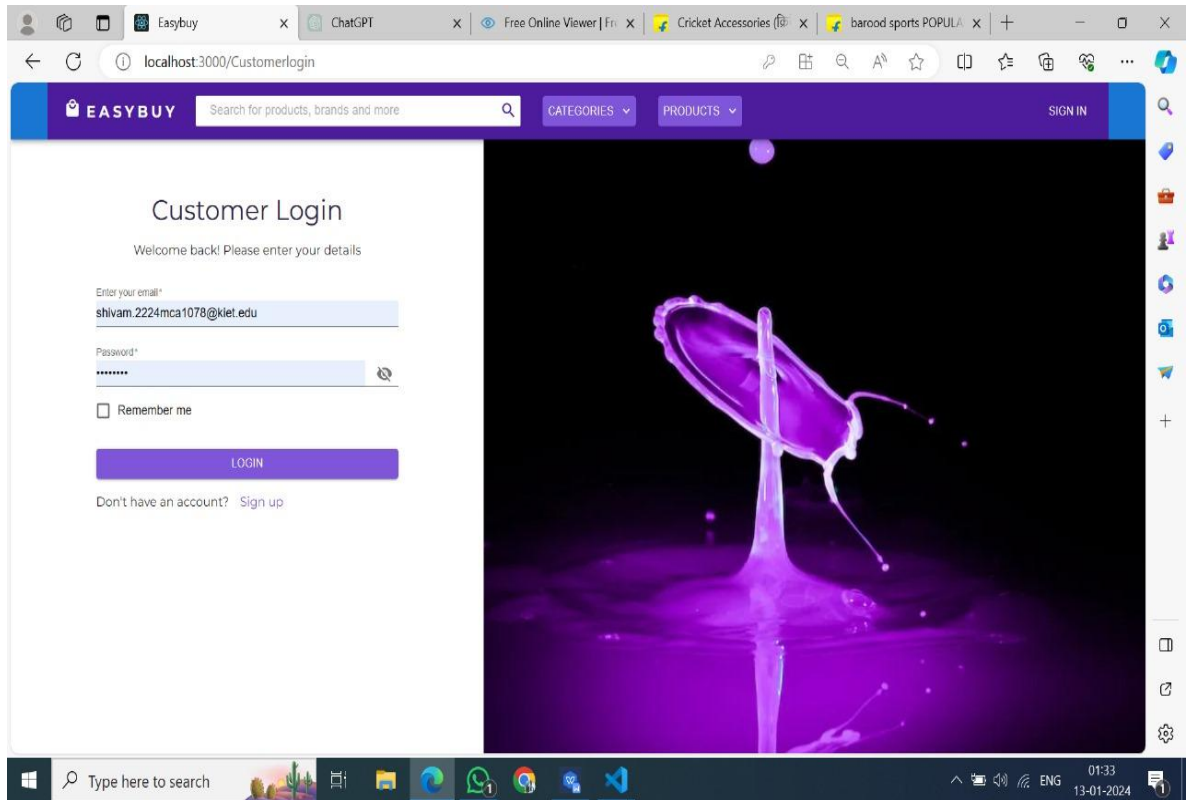 Easybuy
ChatGPT
Free Online Viewer | Fr
Cricket Accessories (क्रि
barood sports POPULA
localhost:3000/Customerlogin
EASYBUY
Search for products, brands and more
CATEGORIES
PRODUCTS
SIGN IN
Customer Login
Welcome back! Please enter your details
Enter your email*
shivam.2224mca1078@kiet.edu
Password*
Remember me
LOGIN
Don't have an account? Sign up
Type here to search
ENG
01:33
13-01-2024